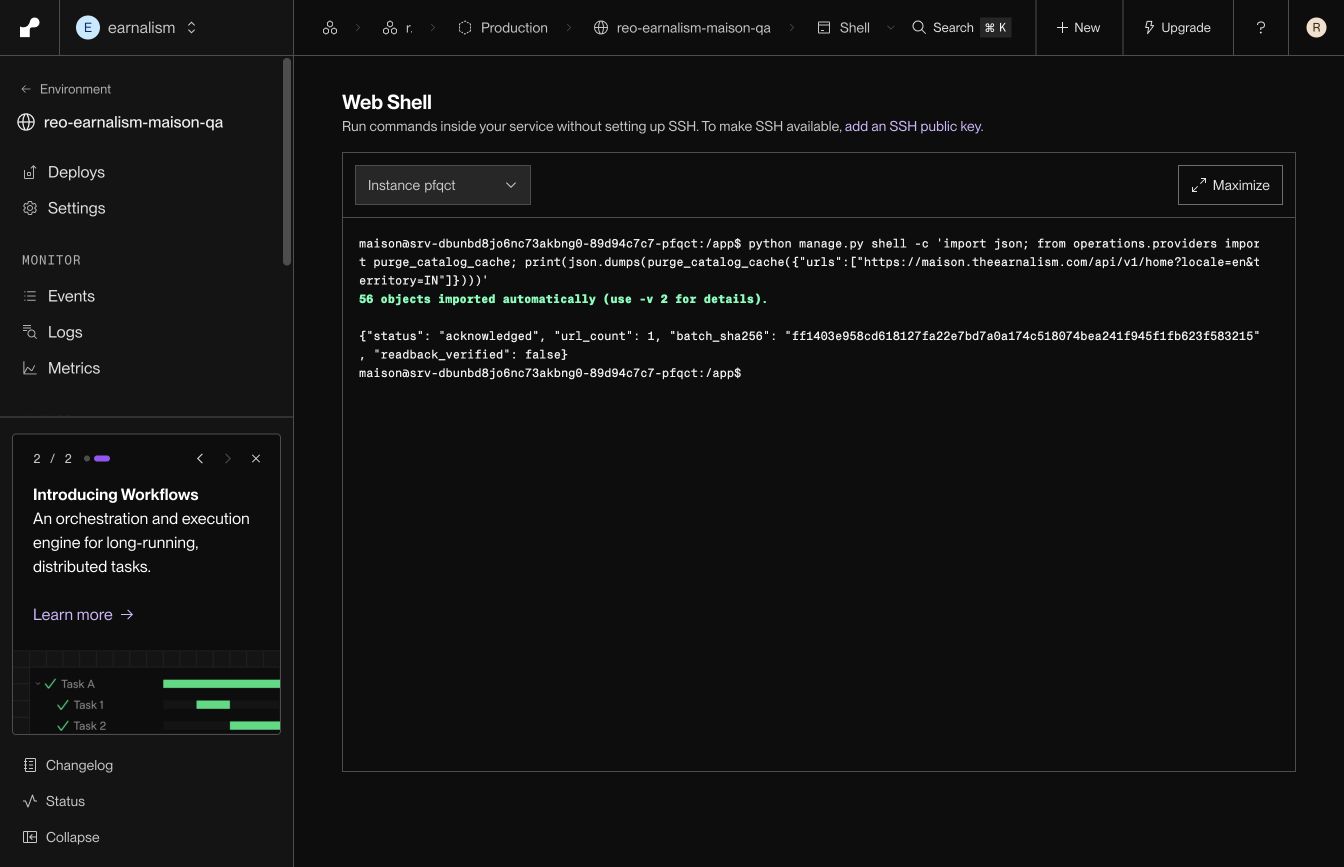 E earnalism
r.
Production
reo-earnalism-maison-qa
Shell
Search ⌘ K
+ New
Upgrade
?
R
← Environment
reo-earnalism-maison-qa
Deploys
Settings
MONITOR
Events
Logs
Metrics
2 / 2
Introducing Workflows
An orchestration and execution
engine for long-running,
distributed tasks.
Learn more →
Task A
Task 1
Task 2
Changelog
Status
Collapse
Web Shell
Run commands inside your service without setting up SSH. To make SSH available, add an SSH public key.
Instance pfqct
Maximize
maison@srv-dbunbd8jo6nc73akbng0-89d94c7c7-pfqct:/app$ python manage.py shell -c 'import json; from operations.providers impor
t purge_catalog_cache; print(json.dumps(purge_catalog_cache({"urls":["https://maison.theearnalism.com/api/v1/home?locale=en&t
erritory=IN"]})))'
56 objects imported automatically (use -v 2 for details).
{"status": "acknowledged", "url_count": 1, "batch_sha256": "ff1403e958cd618127fa22e7bd7a0a174c518074bea241f945f1fb623f583215"
, "readback_verified": false}
maison@srv-dbunbd8jo6nc73akbng0-89d94c7c7-pfqct:/app$